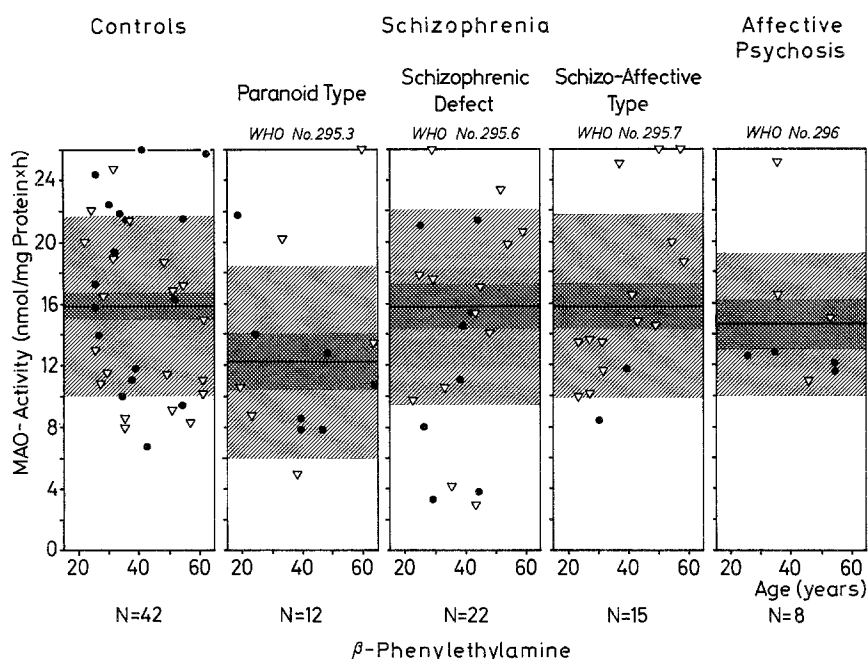 Controls
Schizophrenia
Affective
Psychosis
Paranoid Type
Schizophrenic
Defect
Schizo-Affective
Type
WHO No. 295.3
WHO No. 295.6
WHO No. 295.7
WHO No. 296
MAO-Activity (nmol/mg Protein×h)
24
20
16
12
8
4
0
20 40 60
20 40 60
20 40 60
20 40 60
20 40 60
Age (years)
N=42
N=12
N=22
N=15
N=8
β-Phenylethylamine